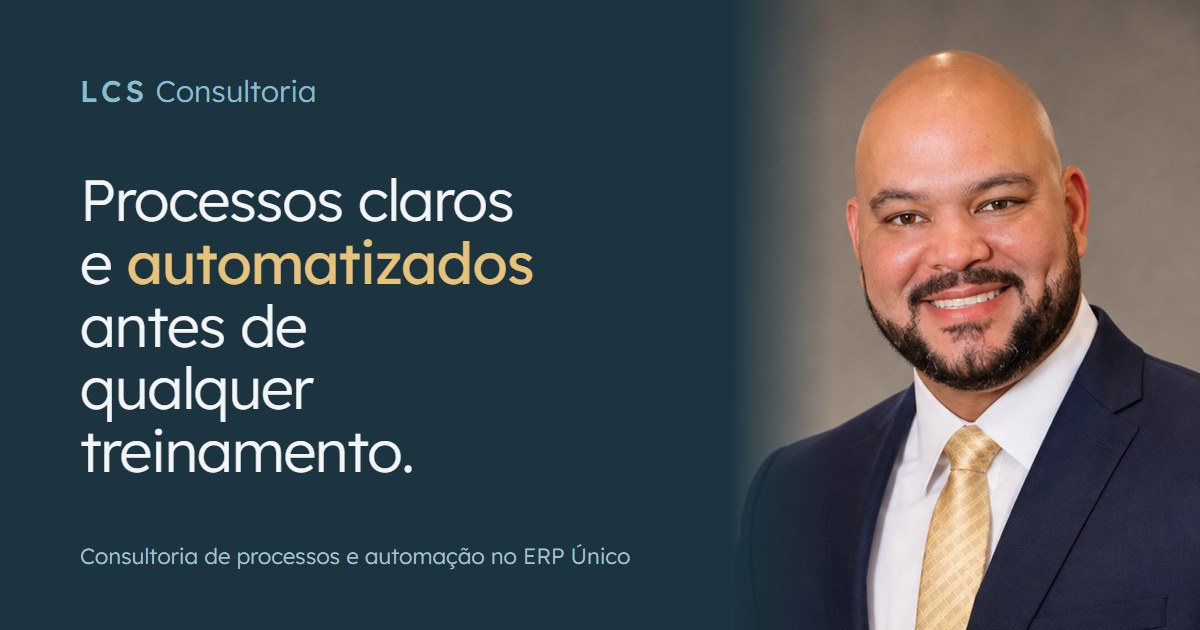 LCS Consultoria
Processos claros
e automatizados
antes de
qualquer
treinamento.
Consultoria de processos e automação no ERP Único